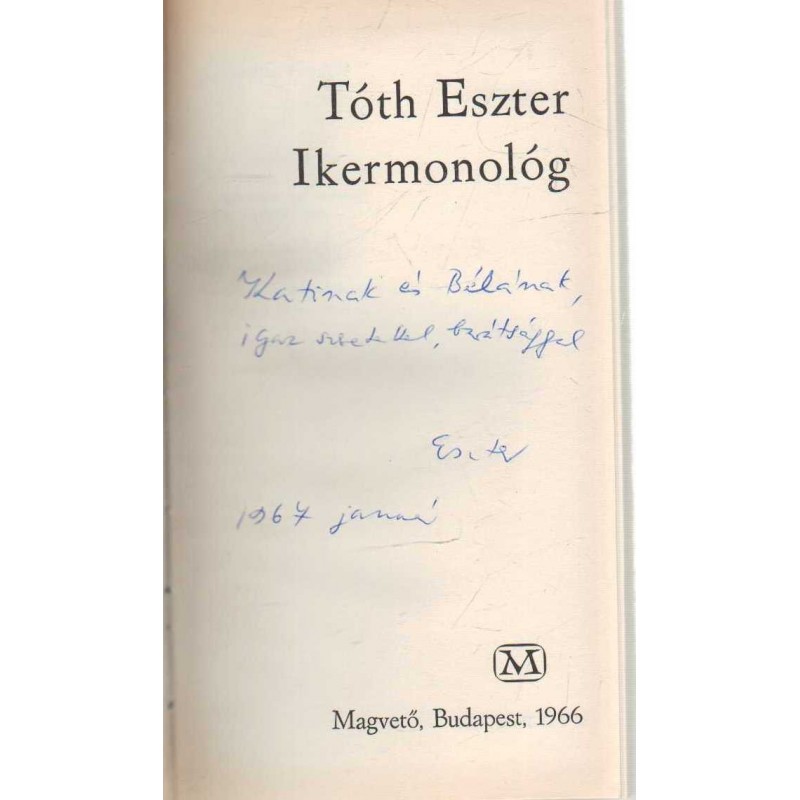 Tóth Eszter
Ikermonológ
Katinak és Bélának,
igaz szeretettel, barátsággal
Eszter
1967 január
M
Magvető, Budapest, 1966